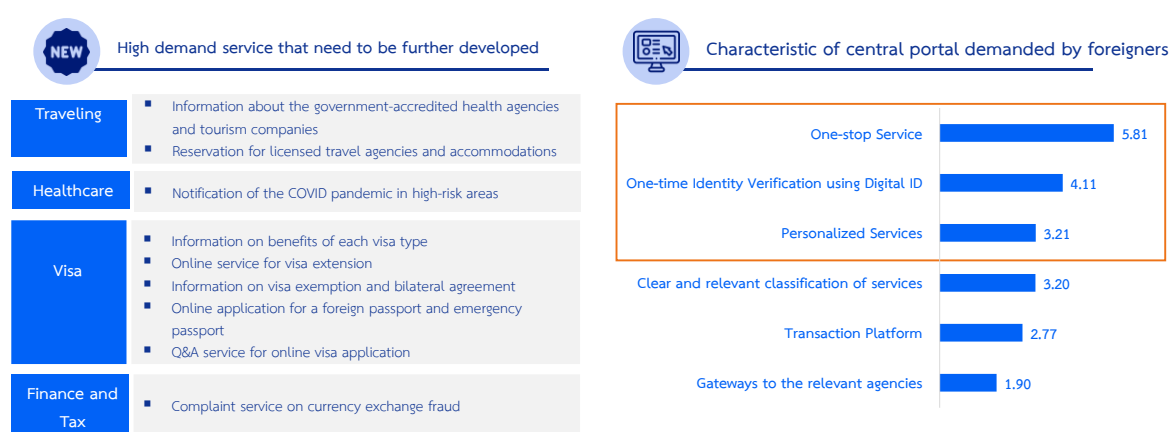 NEW
High demand service that need to be further developed
Traveling
Information about the government-accredited health agencies
and tourism companies
Reservation for licensed travel agencies and accommodations
Healthcare
Notification of the COVID pandemic in high-risk areas
Visa
Information on benefits of each visa type
Online service for visa extension
Information on visa exemption and bilateral agreement
Online application for a foreign passport and emergency
passport
Q&A service for online visa application
Finance and
Tax
Complaint service on currency exchange fraud
Characteristic of central portal demanded by foreigners
One-stop Service 5.81
One-time Identity Verification using Digital ID 4.11
Personalized Services 3.21
Clear and relevant classification of services 3.20
Transaction Platform 2.77
Gateways to the relevant agencies 1.90